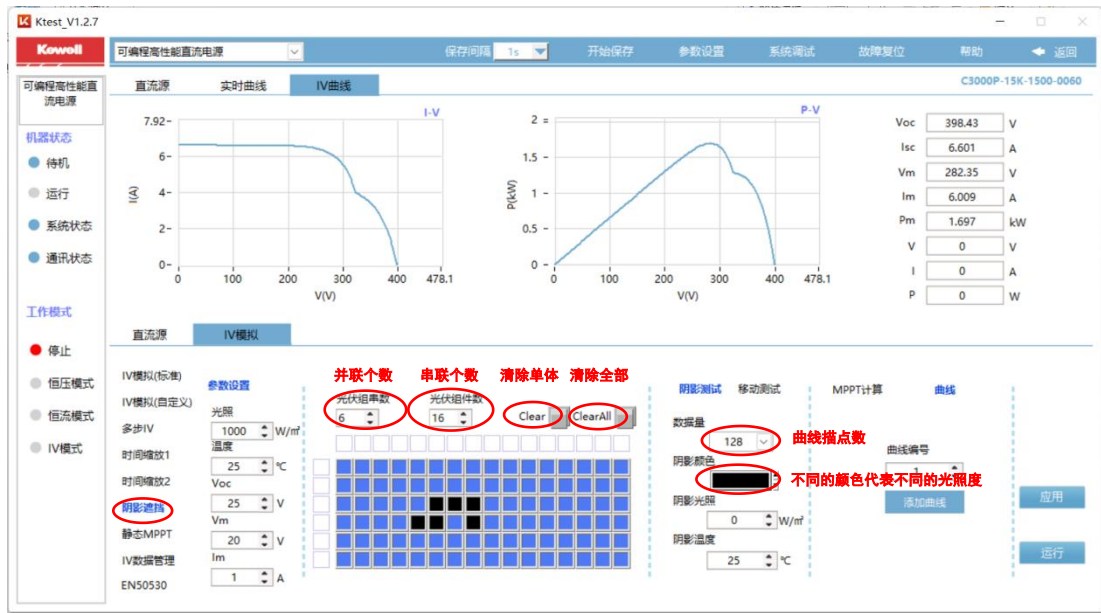 Ktest_V1.2.7
Kewell
可编程高性能直流电源
保存间隔 1s 开始保存 参数设置 系统调试 故障复位 帮助 返回
可编程高性能直
流电源
直流源 实时曲线 IV曲线
C3000P-15K-1500-0060
机器状态
待机
运行
系统状态
通讯状态
工作模式
停止
恒压模式
恒流模式
IV模式
I-V
7.92
6
4
2
0
I(A)
0 100 200 300 400 478.1
V(V)
P-V
2
1.5
1
0.5
0
P(kW)
0 100 200 300 400 478.1
V(V)
Voc 398.43 V
Isc 6.601 A
Vm 282.35 V
Im 6.009 A
Pm 1.697 kW
V 0 V
I 0 A
P 0 W
直流源 IV模拟
IV模拟(标准)
IV模拟(自定义)
多步IV
时间缩放1
时间缩放2
阴影遮挡
静态MPPT
IV数据管理
EN50530
参数设置
光照
1000 W/㎡
温度
25 ℃
Voc
25 V
Vm
20 V
Im
1 A
并联个数 串联个数 清除单体 清除全部
光伏组串数 光伏组件数
6 16 Clear ClearAll
阴影测试 移动测试
数据量
128
曲线描点数
阴影颜色
不同的颜色代表不同的光照度
阴影光照
0 W/㎡
阴影温度
25 ℃
MPPT计算 曲线
曲线编号
1
添加曲线
应用
运行